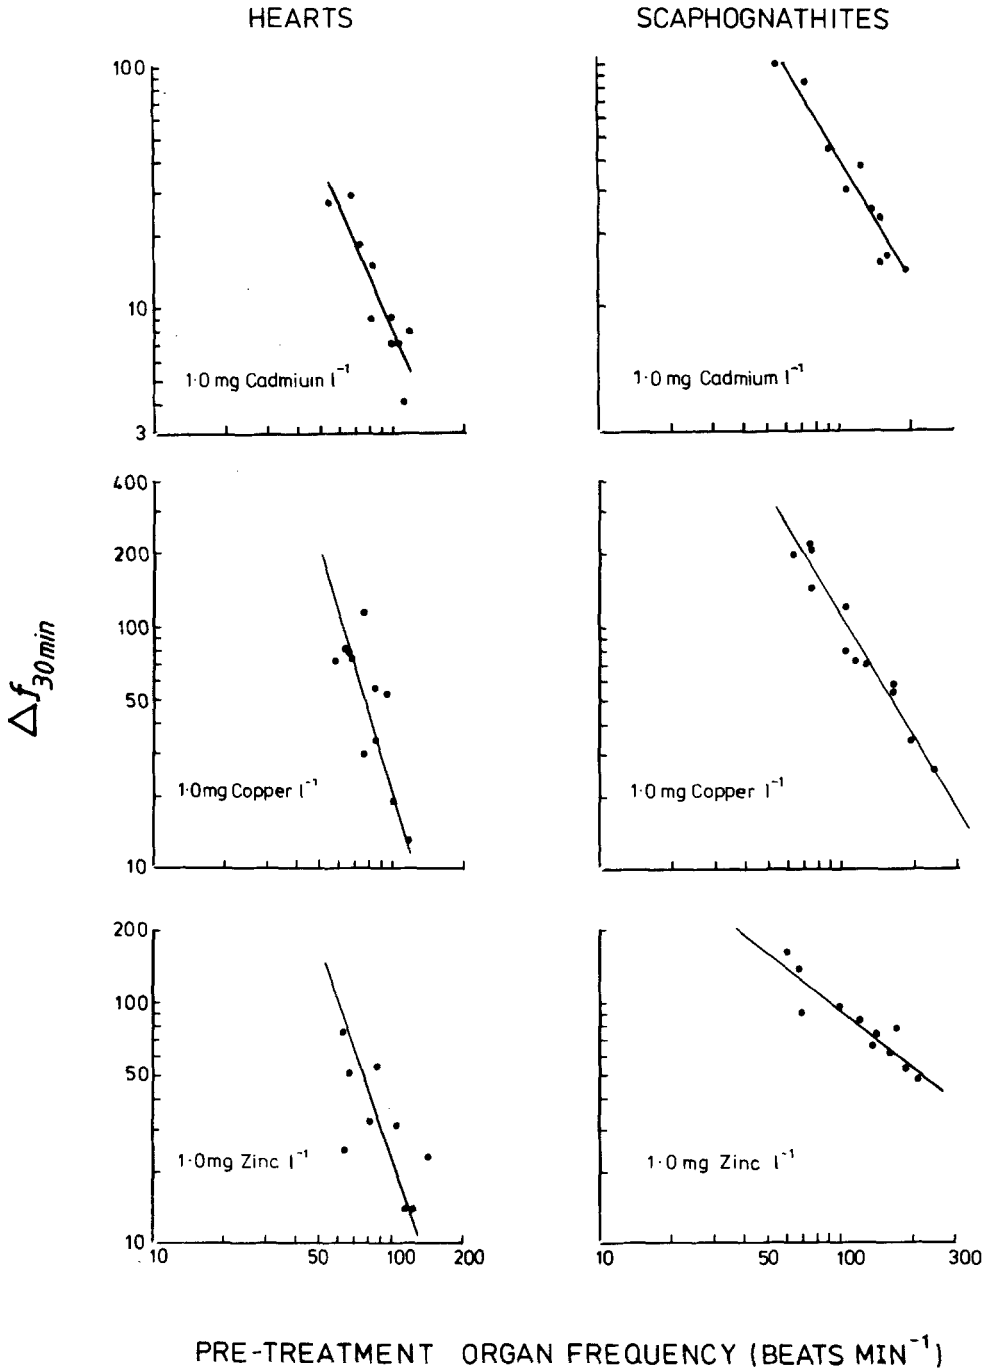 HEARTS
SCAPHOGNATHITES
100
10
3
1·0 mg Cadmium l⁻¹
1·0 mg Cadmium l⁻¹
400
200
100
50
10
1·0mg Copper l⁻¹
1·0 mg Copper l⁻¹
Δf30min
200
100
50
10
1·0mg Zinc l⁻¹
1·0 mg Zinc l⁻¹
10 50 100 200
10 50 100 300
PRE-TREATMENT ORGAN FREQUENCY (BEATS MIN⁻¹)